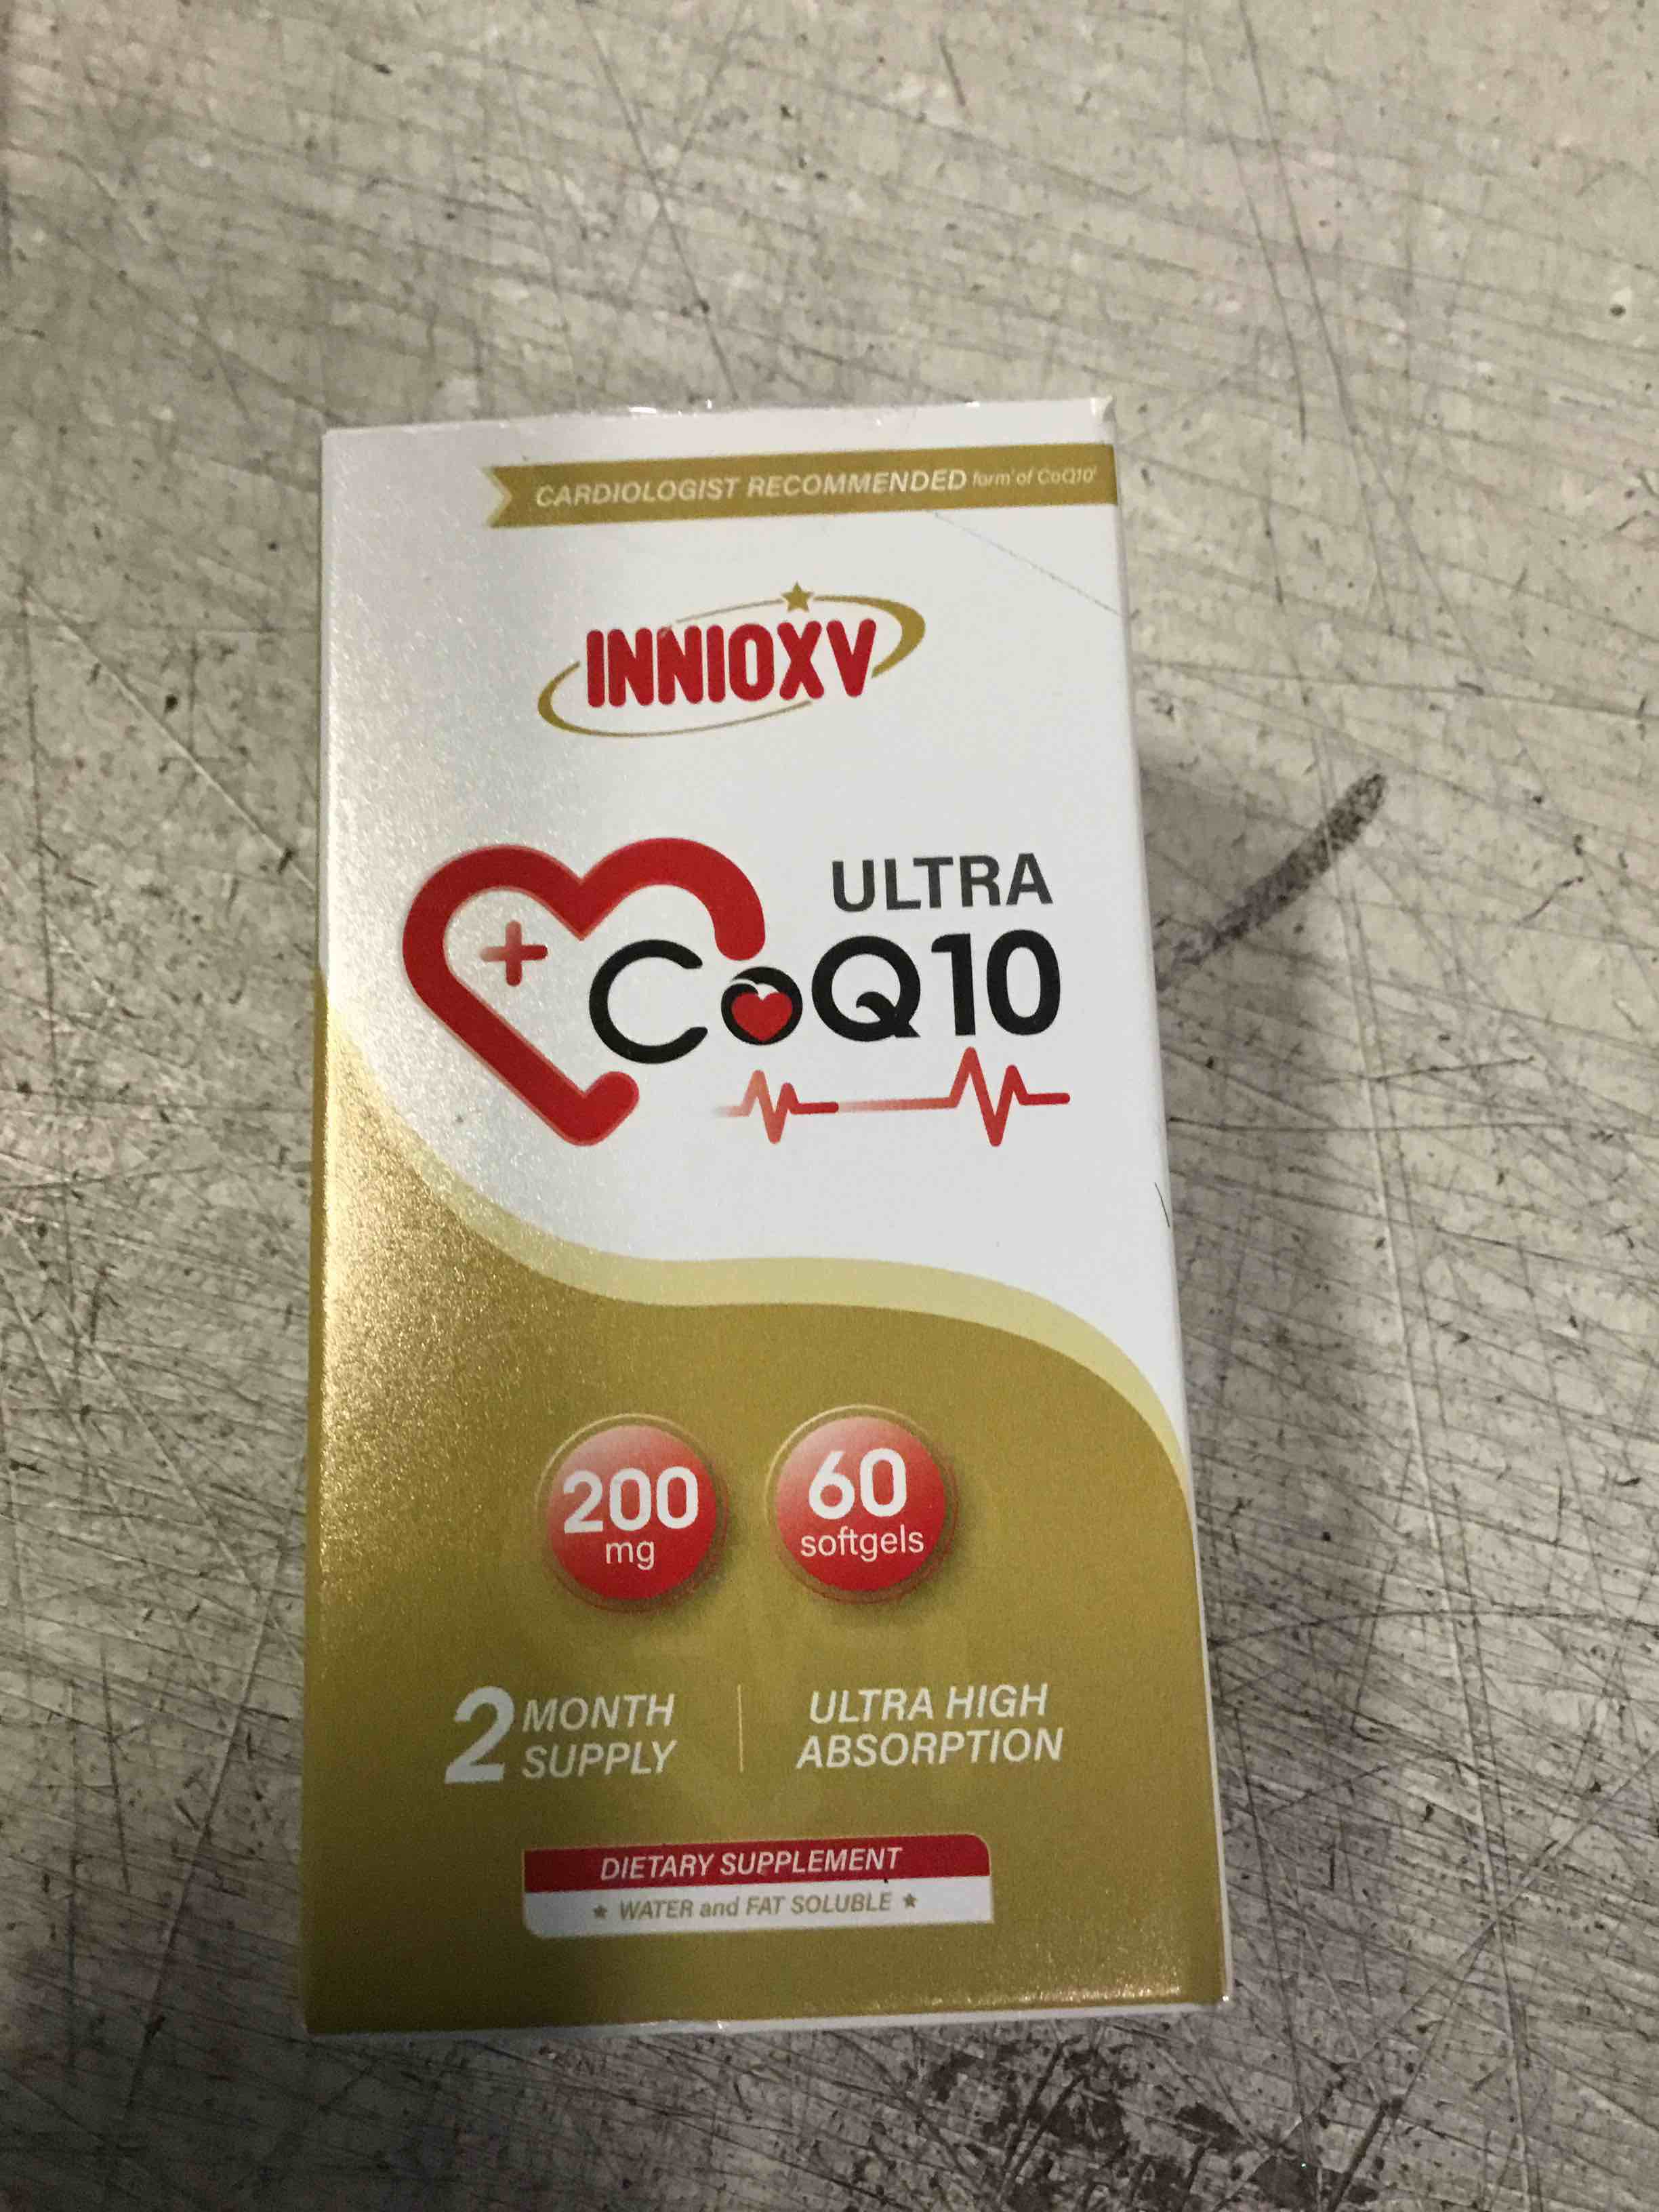 CARDIOLOGIST RECOMMENDED form† of CoQ10†
INNIOXV
ULTRA
CoQ10
200
mg
60
softgels
2 MONTH
SUPPLY
ULTRA HIGH
ABSORPTION
DIETARY SUPPLEMENT
★ WATER and FAT SOLUBLE ★